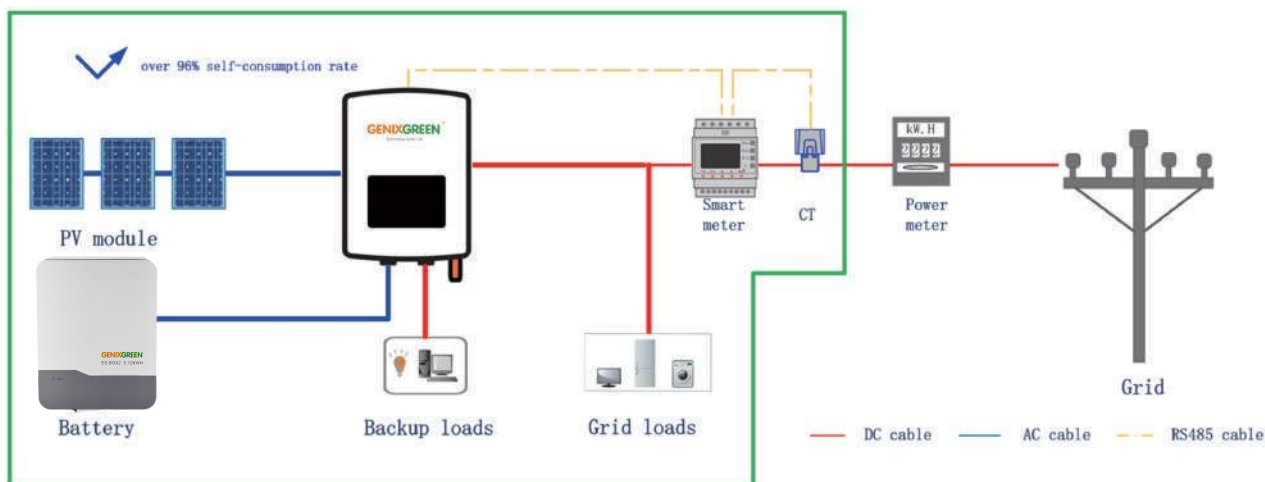 over 96% self-consumption rate
GENIXGREEN
kW.H
PV module
Smart
meter
CT
Power
meter
GENIXGREEN
Battery
Backup loads
Grid loads
Grid
DC cable
AC cable
RS485 cable